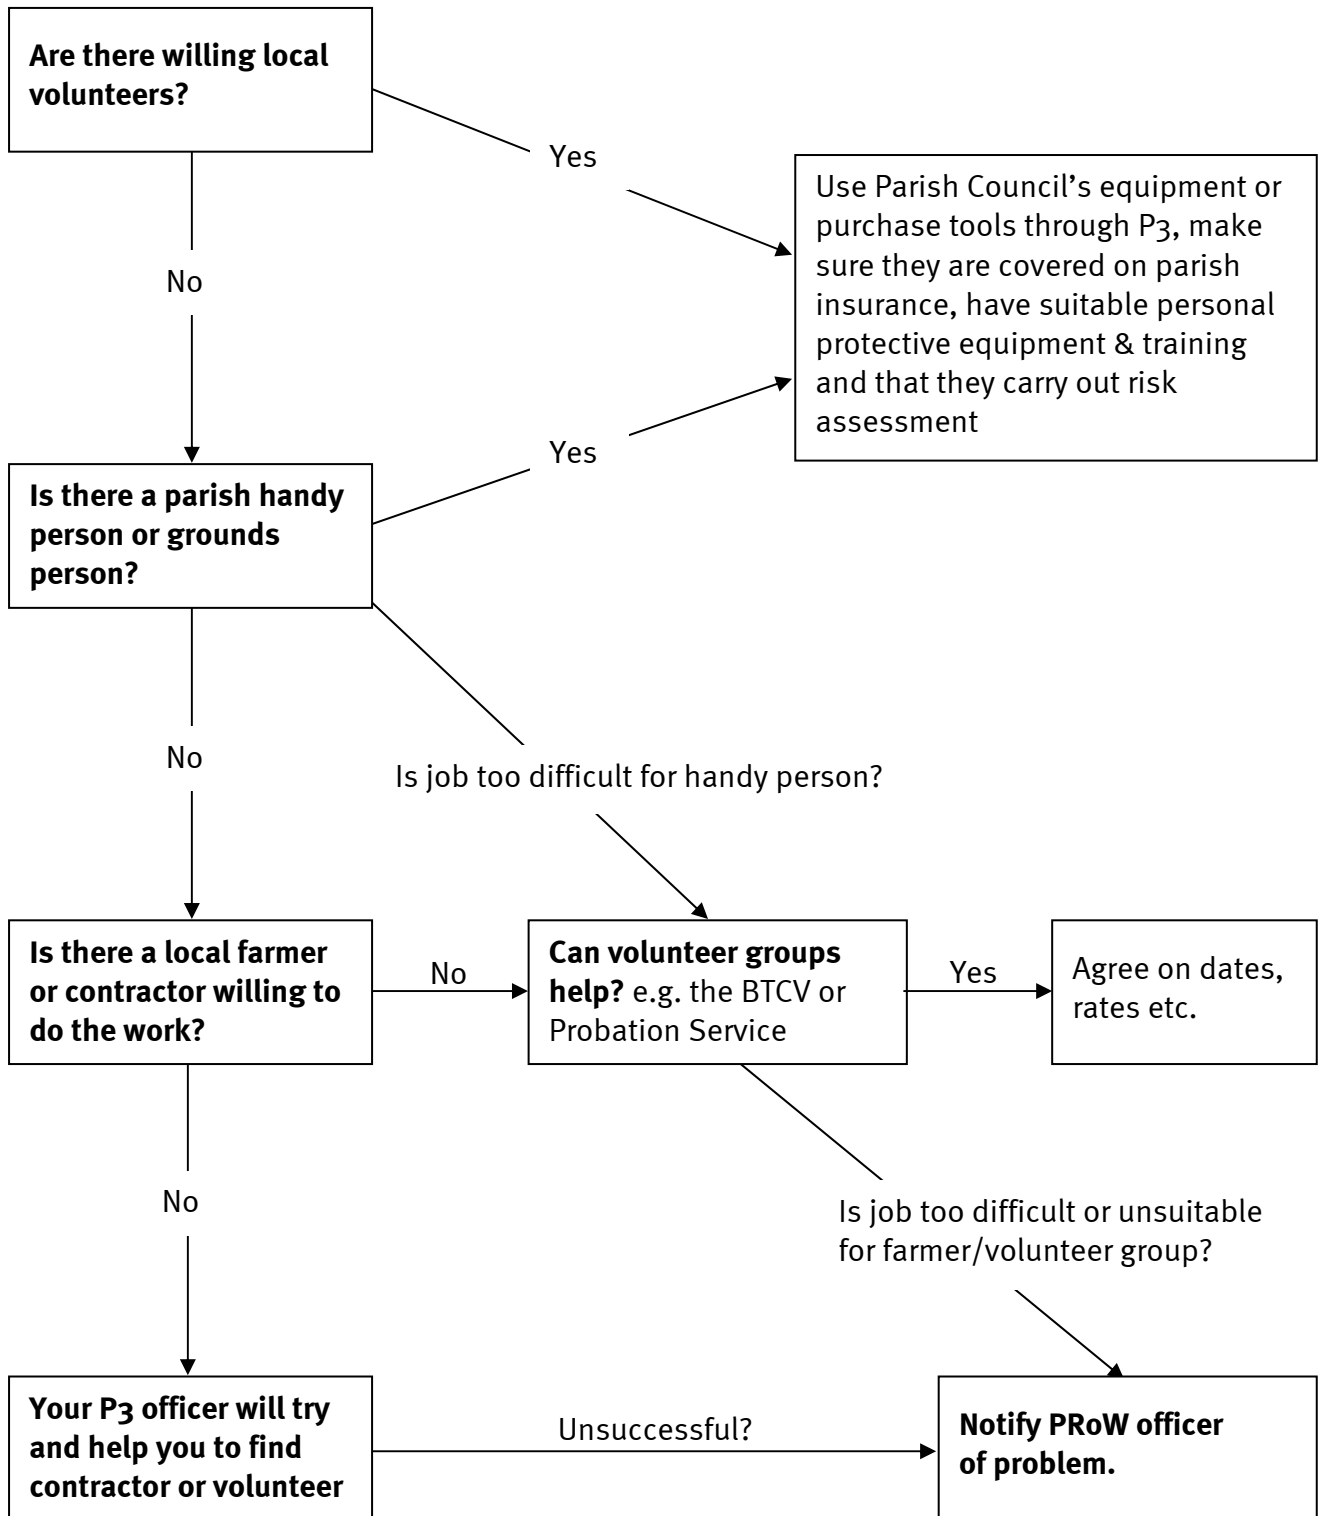 Are there willing local
volunteers?
Yes
Use Parish Council’s equipment or
purchase tools through P3, make
sure they are covered on parish
insurance, have suitable personal
protective equipment & training
and that they carry out risk
assessment
No
Yes
Is there a parish handy
person or grounds
person?
No
Is job too difficult for handy person?
Is there a local farmer
or contractor willing to
do the work?
No
Can volunteer groups
help? e.g. the BTCV or
Probation Service
Yes
Agree on dates,
rates etc.
No
Is job too difficult or unsuitable
for farmer/volunteer group?
Your P3 officer will try
and help you to find
contractor or volunteer
Unsuccessful?
Notify PRoW officer
of problem.